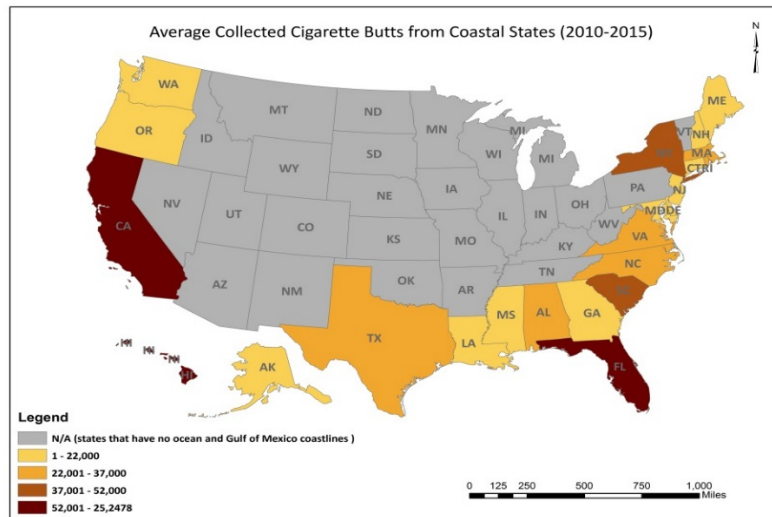 Average Collected Cigarette Butts from Coastal States (2010-2015)
N
WA
MT
ND
ME
OR
ID
MN
VT
NH
WY
SD
WI
MI
MI
MA
CTRI
NV
NE
IA
PA
NJ
UT
CO
IL
IN
OH
MD
DE
CA
KS
MO
WV
VA
KY
AZ
NM
OK
AR
TN
NC
TX
LA
MS
AL
GA
AK
FL
HI
HI
HI
HI
Legend
N/A (states that have no ocean and Gulf of Mexico coastlines )
1 - 22,000
22,001 - 37,000
37,001 - 52,000
52,001 - 25,2478
0 125 250 500 750 1,000
Miles